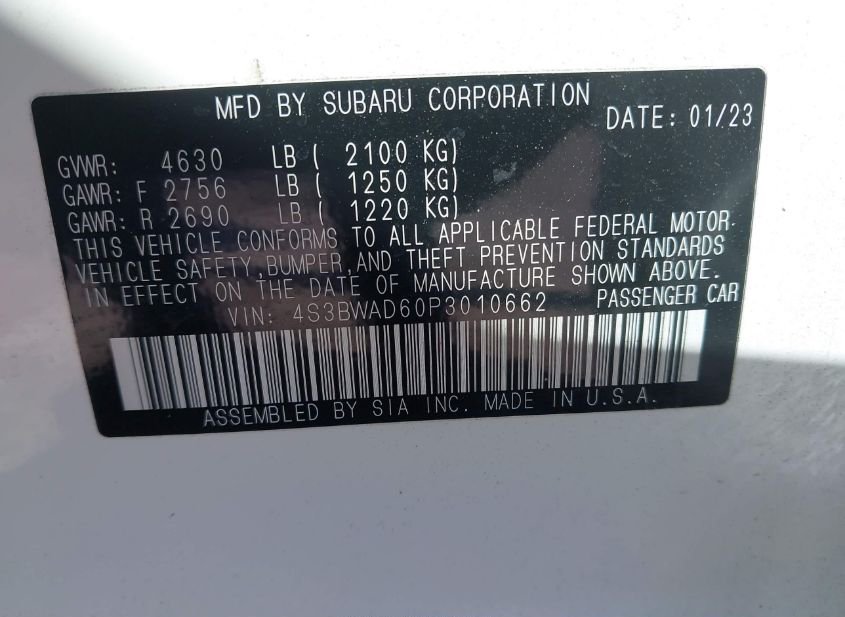 MFD BY SUBARU CORPORATION
DATE: 01/23
GVWR: 4630 LB ( 2100 KG)
GAWR: F 2756 LB ( 1250 KG)
GAWR: R 2690 LB ( 1220 KG)
THIS VEHICLE CONFORMS TO ALL APPLICABLE FEDERAL MOTOR
VEHICLE SAFETY,BUMPER,AND THEFT PREVENTION STANDARDS
IN EFFECT ON THE DATE OF MANUFACTURE SHOWN ABOVE.
VIN: 4S3BWAD60P3010662 PASSENGER CAR
ASSEMBLED BY SIA INC. MADE IN U.S.A.